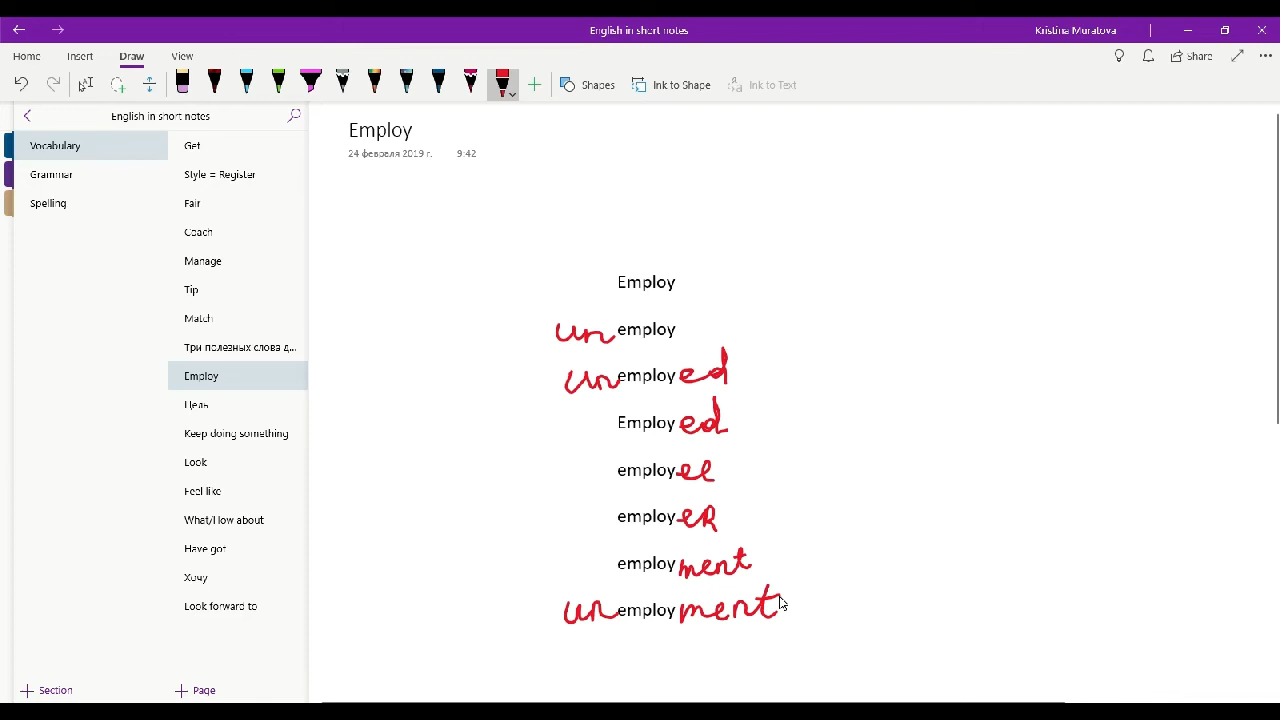 English in short notes
Kristina Muratova
Home Insert Draw View
Share
Shapes Ink to Shape Ink to Text
English in short notes
Vocabulary
Grammar
Spelling
Get
Style = Register
Fair
Coach
Manage
Tip
Match
Три полезных слова д...
Employ
Цель
Keep doing something
Look
Feel like
What/How about
Have got
Хочу
Look forward to
Section
Page
Employ
24 февраля 2019 г. 9:42
Employ
unemploy
unemployed
Employed
employee
employeR
employment
unemployment